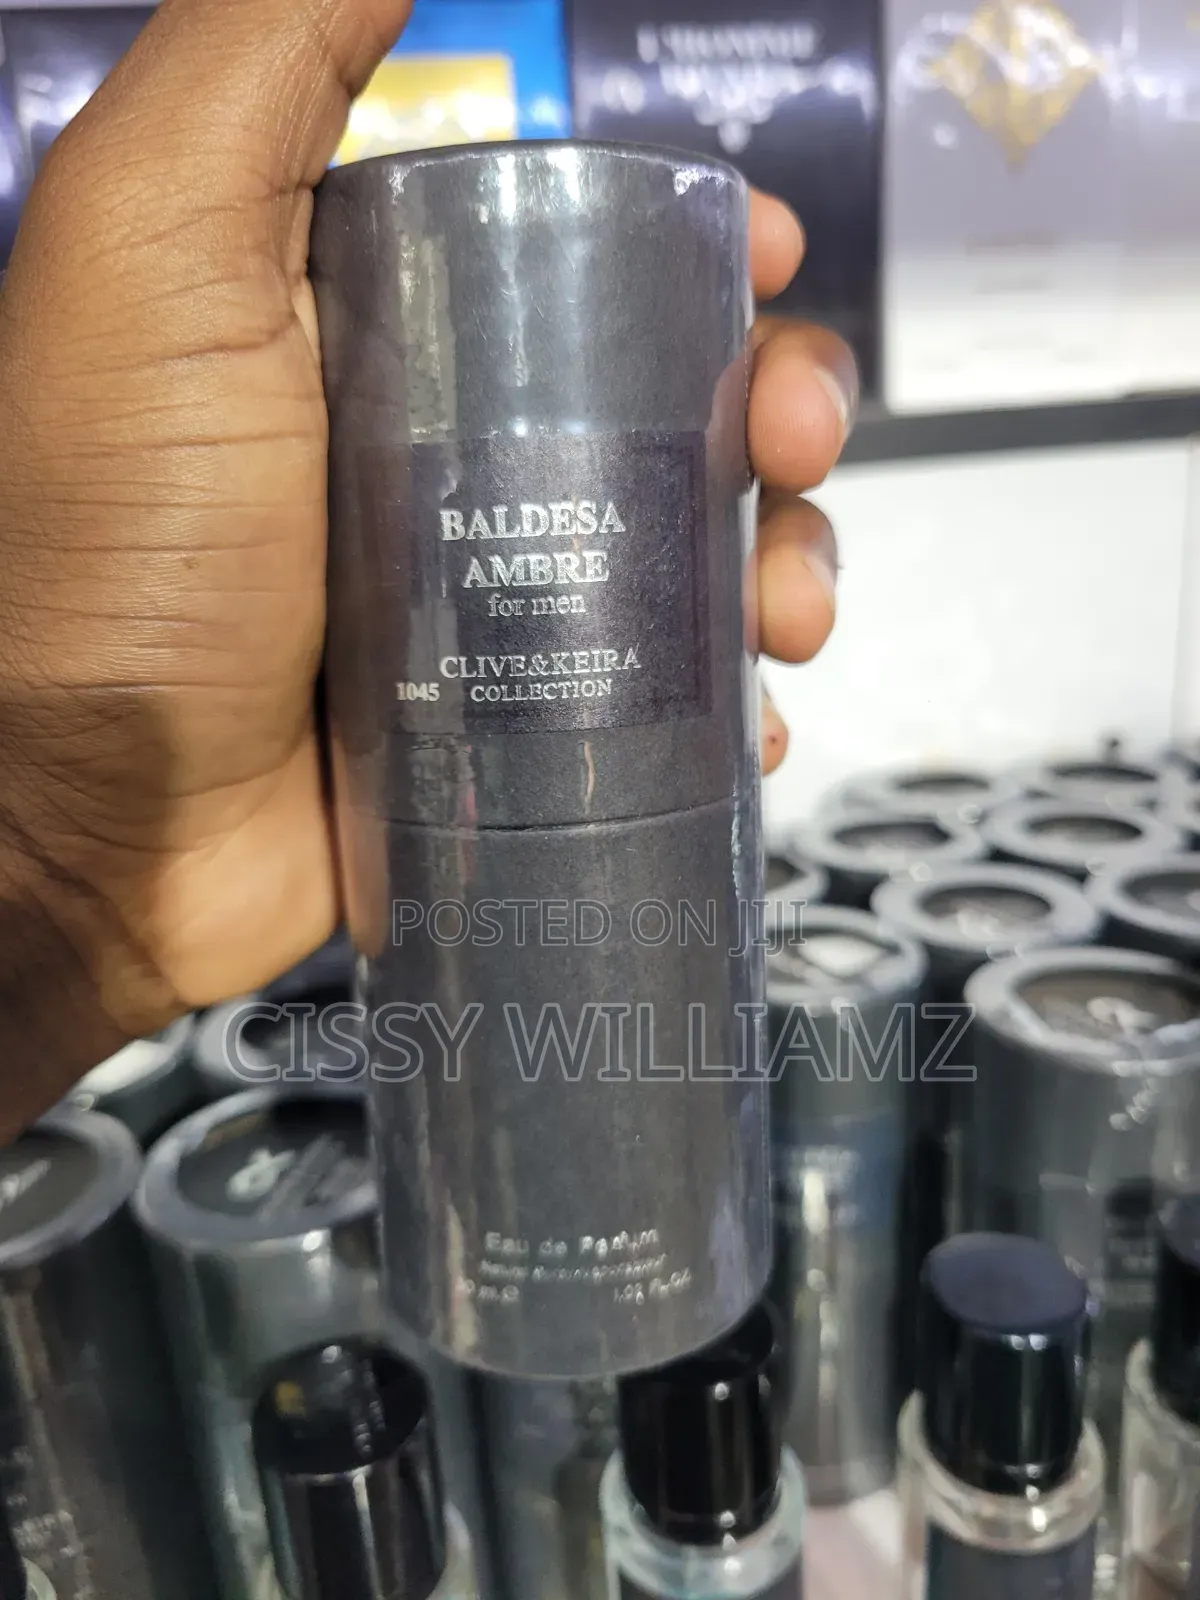 BALDESA
AMBRE
for men
CLIVE&KEIRA
1045 COLLECTION
POSTED ON JIJI
CISSY WILLIAMZ
Eau de Parfum